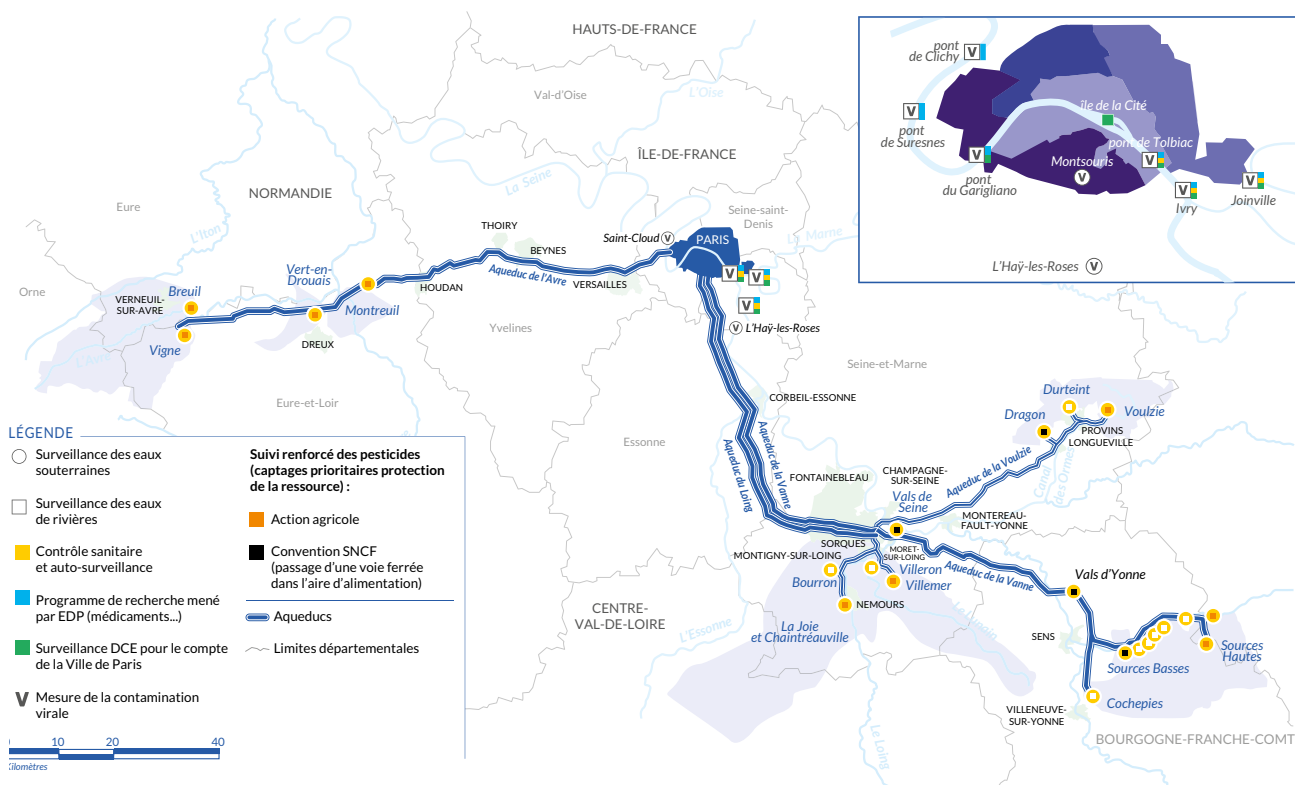 HAUTS-DE-FRANCE
Val-d'Oise
L'Oise
ÎLE-DE-FRANCE
NORMANDIE
Eure
L'Iton
La Seine
Seine-saint-
Denis
La Marne
THOIRY
BEYNES
Saint-Cloud
V
PARIS
V
V
V
V
L'Haÿ-les-Roses
Aqueduc de l'Avre
VERSAILLES
HOUDAN
Vert-en-
Drouais
Montreuil
DREUX
Orne
Breuil
VERNEUIL-
SUR-AVRE
Vigne
L'Avre
Yvelines
Eure-et-Loir
Essonne
Seine-et-Marne
CORBEIL-ESSONNE
Aqueduc de la Vanne
Aqueduc du Loing
Durteint
Dragon
Voulzie
PROVINS
LONGUEVILLE
Aqueduc de la Voulzie
Canal
des Ormes
FONTAINEBLEAU
CHAMPAGNE-
SUR-SEINE
Vals de
Seine
MONTEREAU-
FAULT-YONNE
SORQUES
MORET-
SUR-LOING
MONTIGNY-SUR-LOING
Bourron
Villeron
Villemer
Aqueduc de la Vanne
NEMOURS
La Joie
et Chaintréauville
CENTRE-
VAL-DE-LOIRE
L'Essonne
Le Loing
Vals d'Yonne
SENS
Sources Basses
Sources
Hautes
Cochepies
VILLENEUVE-
SUR-YONNE
BOURGOGNE-FRANCHE-COMT
pont
de Clichy
V
V
pont
de Suresnes
V
pont
du Garigliano
île de la Cité
pont de Tolbiac
V
Montsouris
V
V
Ivry
V
Joinville
L'Haÿ-les-Roses
V
LÉGENDE
Surveillance des eaux
souterraines
Surveillance des eaux
de rivières
Contrôle sanitaire
et auto-surveillance
Programme de recherche mené
par EDP (médicaments...)
Surveillance DCE pour le compte
de la Ville de Paris
V
Mesure de la contamination
virale
Suivi renforcé des pesticides
(captages prioritaires protection
de la ressource) :
Action agricole
Convention SNCF
(passage d'une voie ferrée
dans l'aire d'alimentation)
Aqueducs
Limites départementales
10
20
40